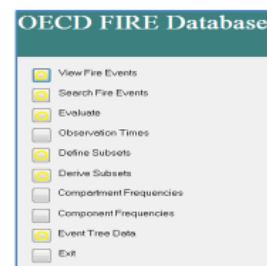 OECD FIRE Database
View Fire Events
Search Fire Events
Evaluate
Observation Times
Define Subsets
Derive Subsets
Compartment Frequencies
Component Frequencies
Event Tree Data
Exit